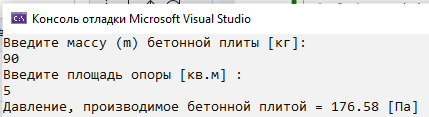 Консоль отладки Microsoft Visual Studio
Введите массу (m) бетонной плиты [кг]:
90
Введите площадь опоры [кв.м] :
5
Давление, производимое бетонной плитой = 176.58 [Па]